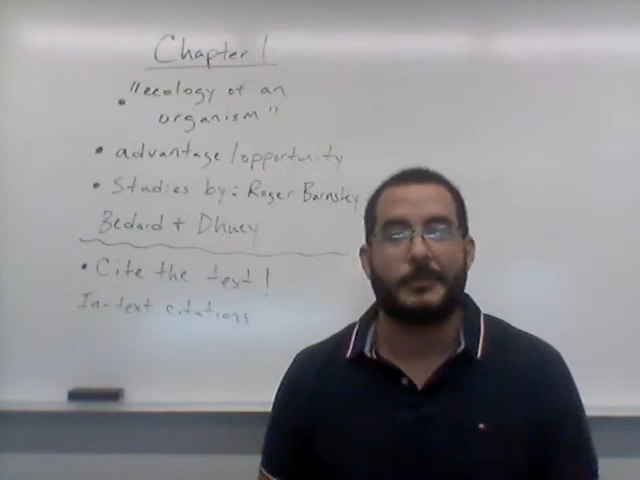 Chapter 1
• "ecology of an
organism"
• advantage/opportunity
• Studies by: Roger Barnsley
Bedard + Dhuey
• Cite the text!
In-text citations